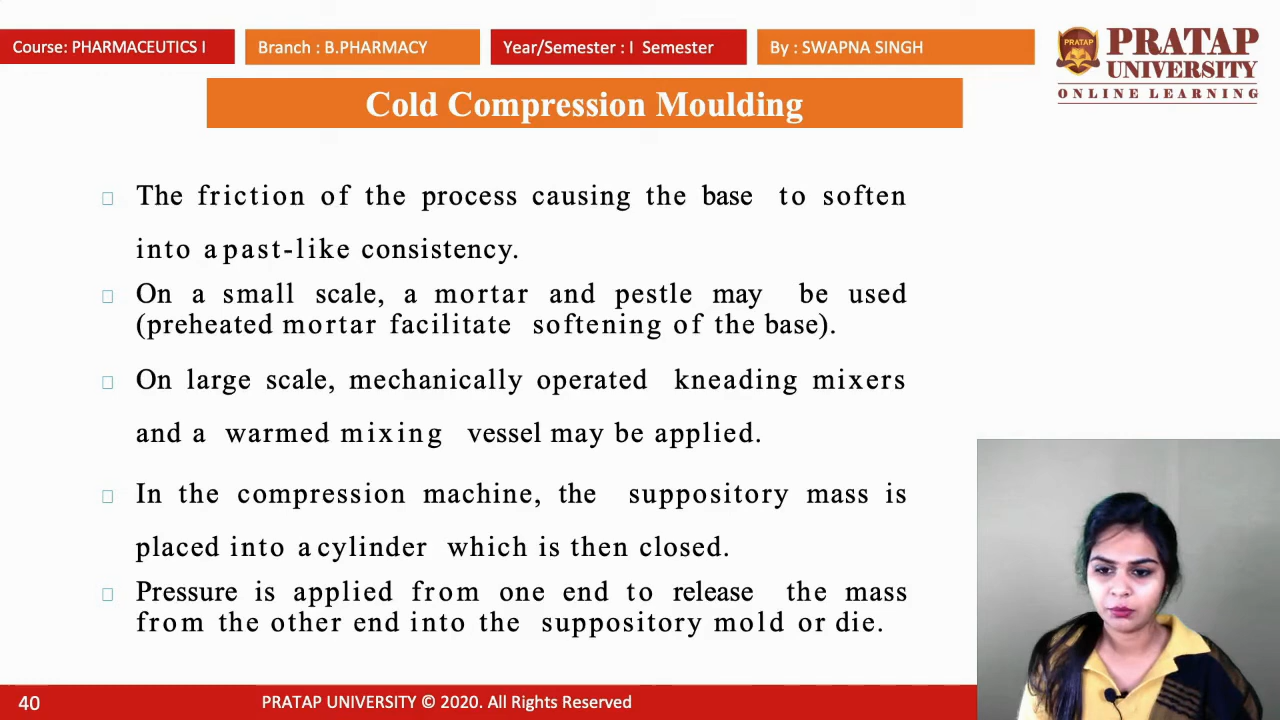 Course: PHARMACEUTICS I
Branch : B.PHARMACY
Year/Semester : I Semester
By : SWAPNA SINGH
PRATAP
PRATAP
UNIVERSITY
ONLINE LEARNING
Cold Compression Moulding
The friction of the process causing the base to soften
into a past-like consistency.
On a small scale, a mortar and pestle may be used
(preheated mortar facilitate softening of the base).
On large scale, mechanically operated kneading mixers
and a warmed mixing vessel may be applied.
In the compression machine, the suppository mass is
placed into a cylinder which is then closed.
Pressure is applied from one end to release the mass
from the other end into the suppository mold or die.
40
PRATAP UNIVERSITY © 2020. All Rights Reserved